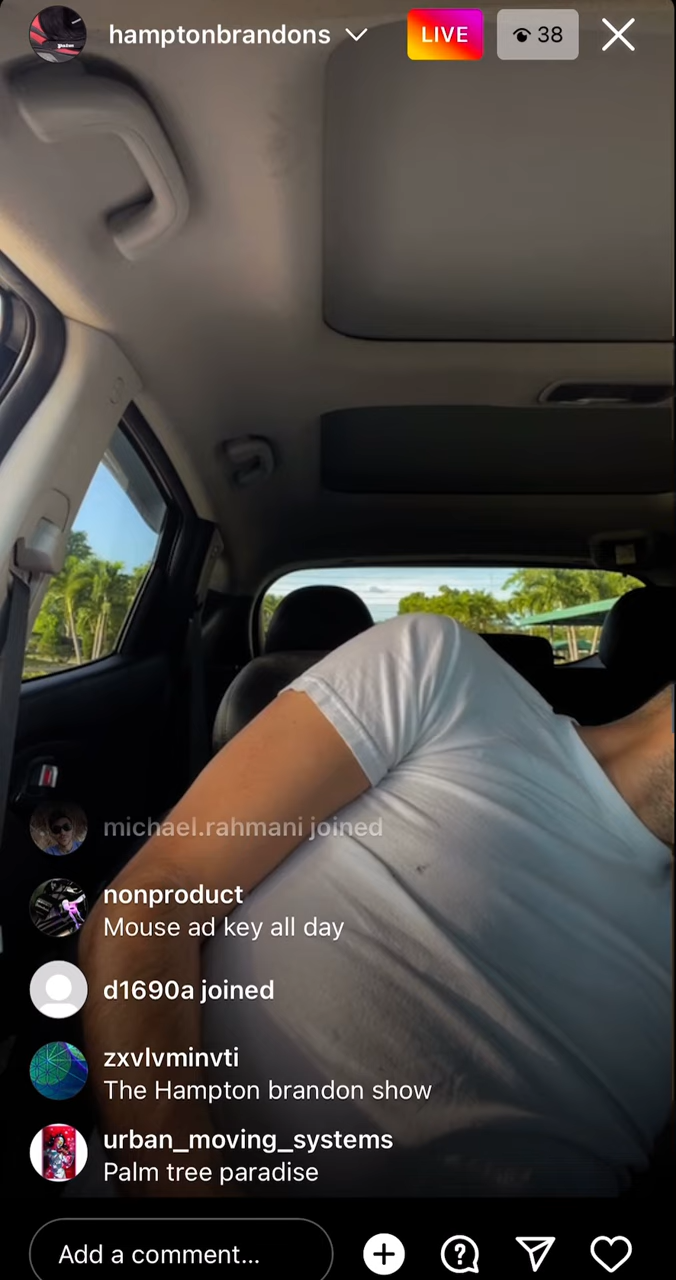 hamptonbrandons
LIVE
38
michael.rahmani joined
nonproduct
Mouse ad key all day
d1690a joined
zxvlvminvti
The Hampton brandon show
urban_moving_systems
Palm tree paradise
Add a comment...